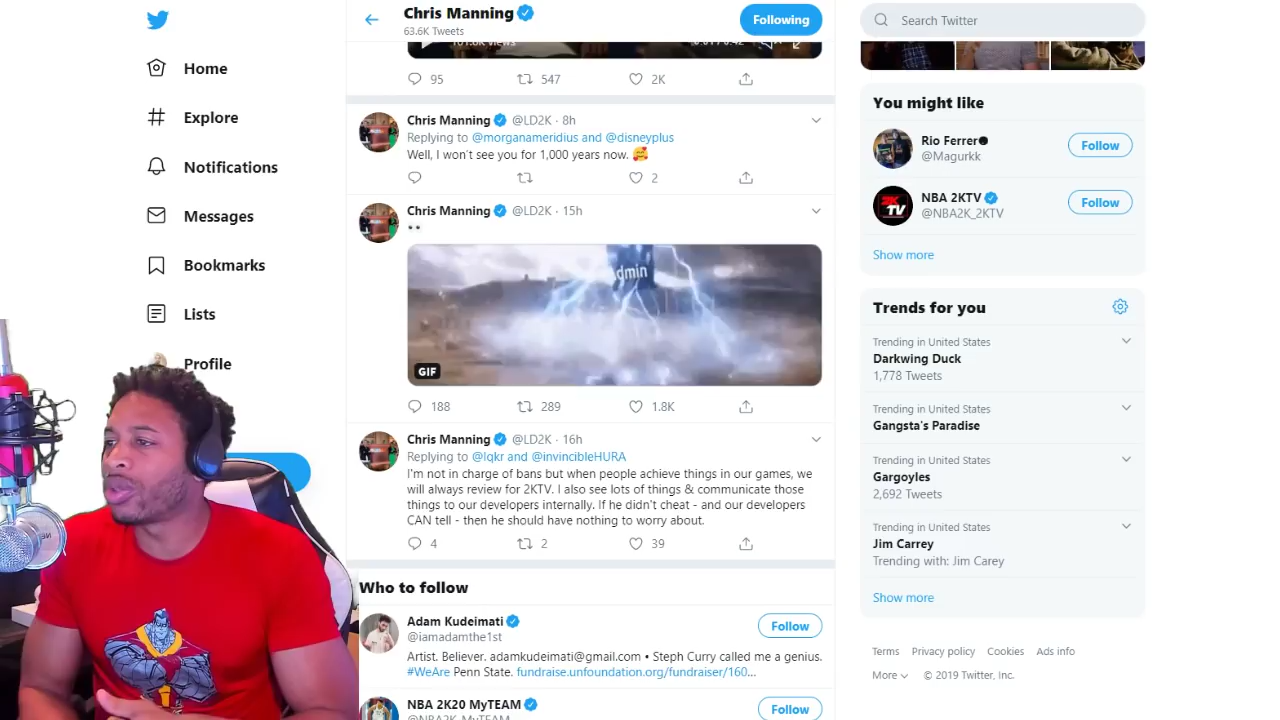 Home
Explore
Notifications
Messages
Bookmarks
Lists
Profile
Chris Manning
63.6K Tweets
Following
95 547 2K
Chris Manning @LD2K · 8h
Replying to @morganameridius and @disneyplus
Well, I won't see you for 1,000 years now. 🥰
2
Chris Manning @LD2K · 15h
👀
dmin
GIF
188 289 1.8K
Chris Manning @LD2K · 16h
Replying to @lqkr and @invincibleHURA
I'm not in charge of bans but when people achieve things in our games, we
will always review for 2KTV. I also see lots of things & communicate those
things to our developers internally. If he didn't cheat - and our developers
CAN tell - then he should have nothing to worry about.
4 2 39
Who to follow
Adam Kudeimati
@iamadamthe1st
Follow
Artist. Believer. adamkudeimati@gmail.com • Steph Curry called me a genius.
#WeAre Penn State. fundraise.unfoundation.org/fundraiser/160...
NBA 2K20 MyTEAM
@NBA2K_MyTEAM
Follow
Search Twitter
You might like
Rio Ferrer
@Magurkk
Follow
2K
TV
NBA 2KTV
@NBA2K_2KTV
Follow
Show more
Trends for you
Trending in United States
Darkwing Duck
1,778 Tweets
Trending in United States
Gangsta's Paradise
Trending in United States
Gargoyles
2,692 Tweets
Trending in United States
Jim Carrey
Trending with: Jim Carey
Show more
Terms Privacy policy Cookies Ads info
More © 2019 Twitter, Inc.